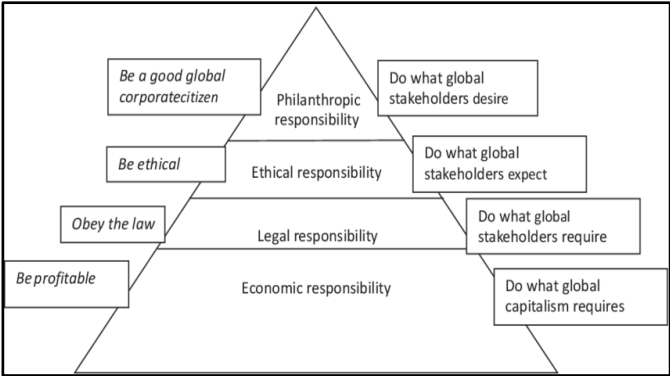 Be a good global
corporatecitizen
Philanthropic
responsibility
Do what global
stakeholders desire
Be ethical
Ethical responsibility
Do what global
stakeholders expect
Obey the law
Legal responsibility
Do what global
stakeholders require
Be profitable
Economic responsibility
Do what global
capitalism requires